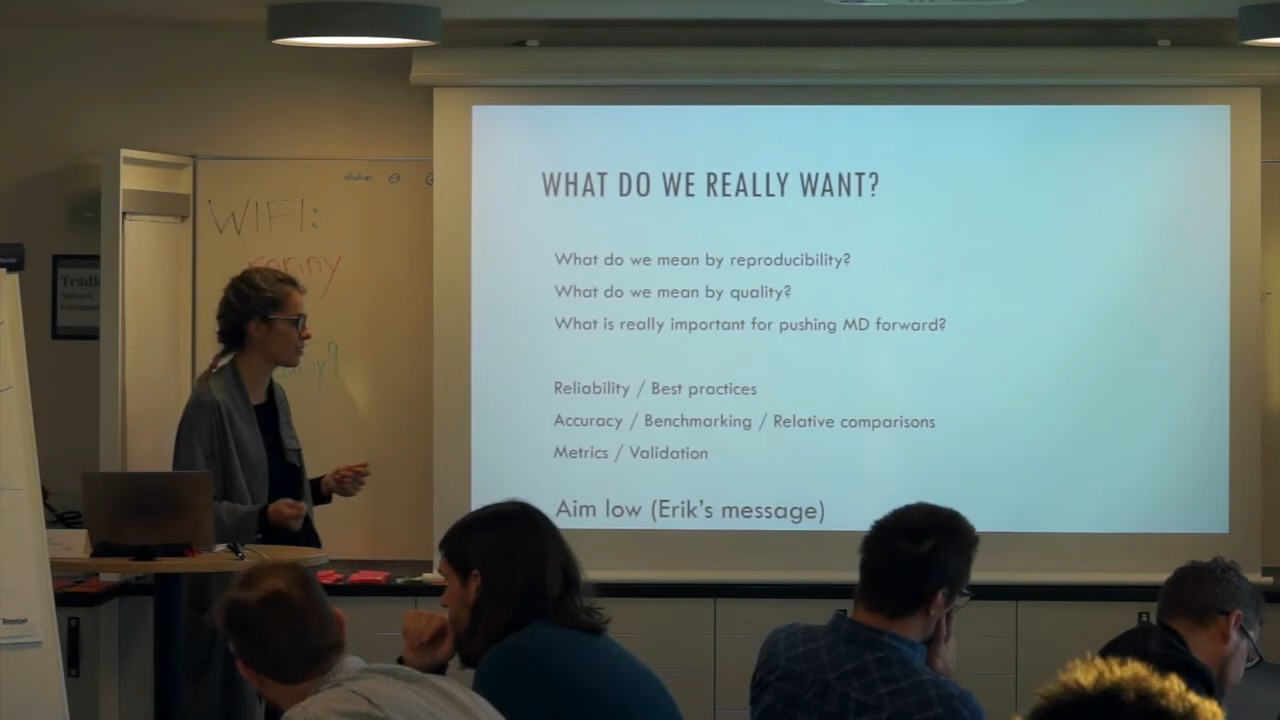 WIFI:
WHAT DO WE REALLY WANT?
What do we mean by reproducibility?
What do we mean by quality?
What is really important for pushing MD forward?
Reliability / Best practices
Accuracy / Benchmarking / Relative comparisons
Metrics / Validation
Aim low (Erik's message)